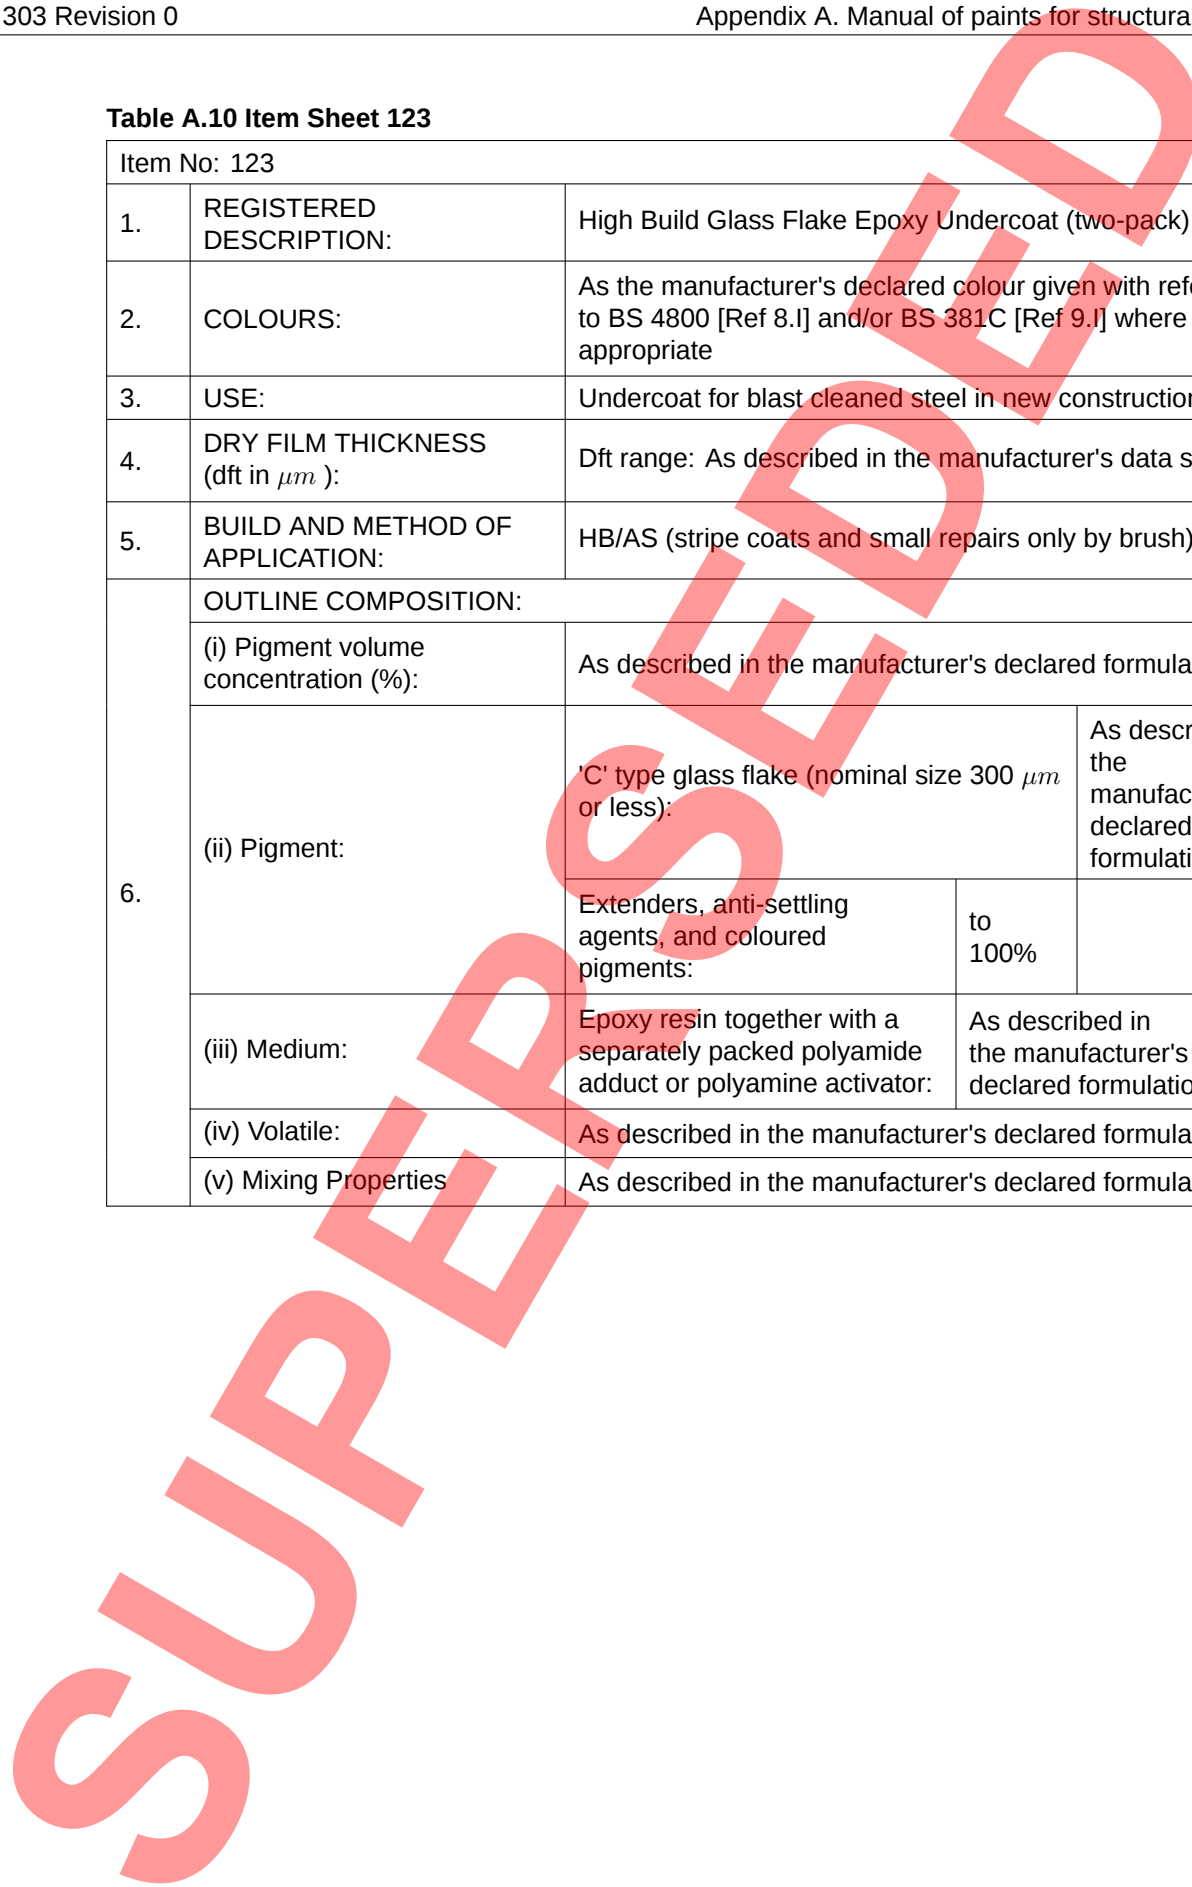 303 Revision 0 Appendix A. Manual of paints for structura
Table A.10 Item Sheet 123
Item No: 123
1. REGISTERED DESCRIPTION: High Build Glass Flake Epoxy Undercoat (two-pack)
2. COLOURS: As the manufacturer's declared colour given with refe
to BS 4800 [Ref 8.I] and/or BS 381C [Ref 9.I] where
appropriate
3. USE: Undercoat for blast cleaned steel in new construction
4. DRY FILM THICKNESS
(dft in μm ): Dft range: As described in the manufacturer's data s
5. BUILD AND METHOD OF
APPLICATION: HB/AS (stripe coats and small repairs only by brush)
6.
OUTLINE COMPOSITION:
(i) Pigment volume
concentration (%): As described in the manufacturer's declared formula
(ii) Pigment:
'C' type glass flake (nominal size 300 μm
or less):
As descr
the
manufac
declared
formulati
Extenders, anti-settling
agents, and coloured
pigments:
to
100%
(iii) Medium:
Epoxy resin together with a
separately packed polyamide
adduct or polyamine activator:
As described in
the manufacturer's
declared formulatio
(iv) Volatile: As described in the manufacturer's declared formula
(v) Mixing Properties As described in the manufacturer's declared formula
SUPERSEDED